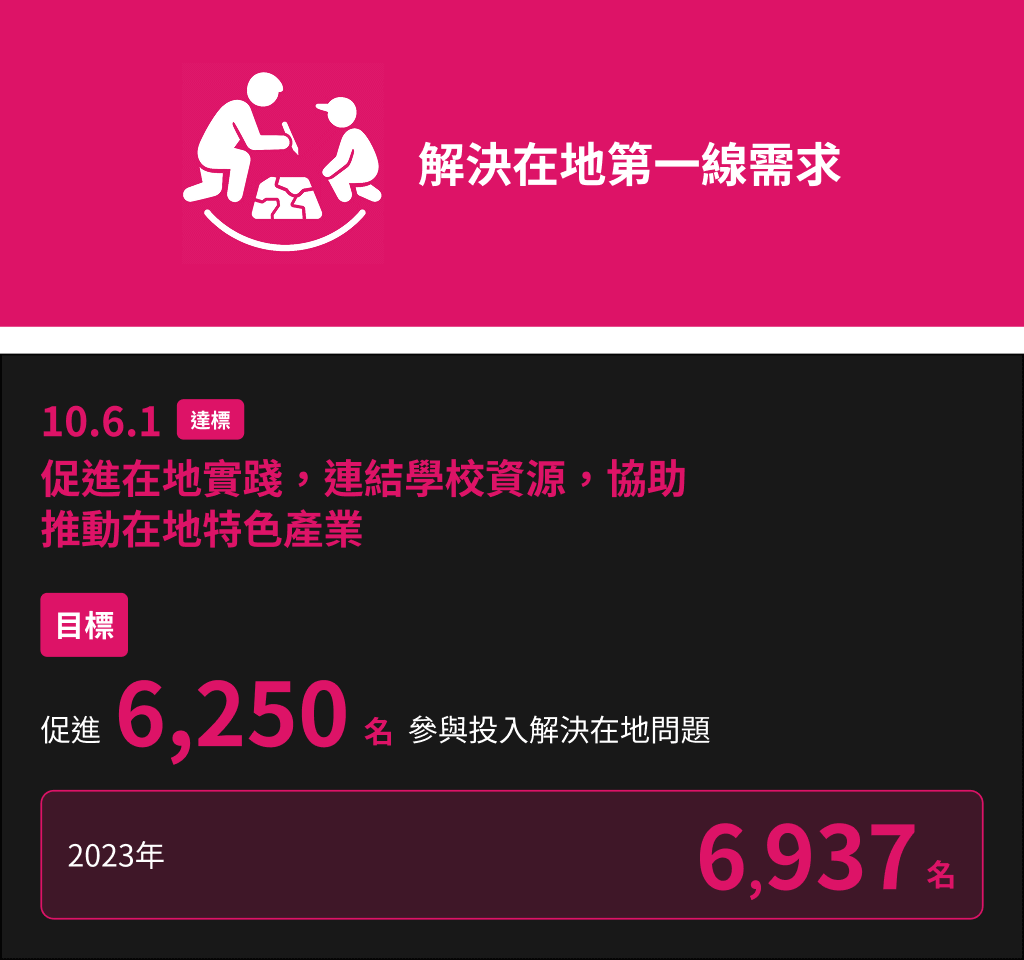 解決在地第一線需求
10.6.1 達標
促進在地實踐，連結學校資源，協助
推動在地特色產業
目標
促進 6,250 名 參與投入解決在地問題
2023年 6,937 名